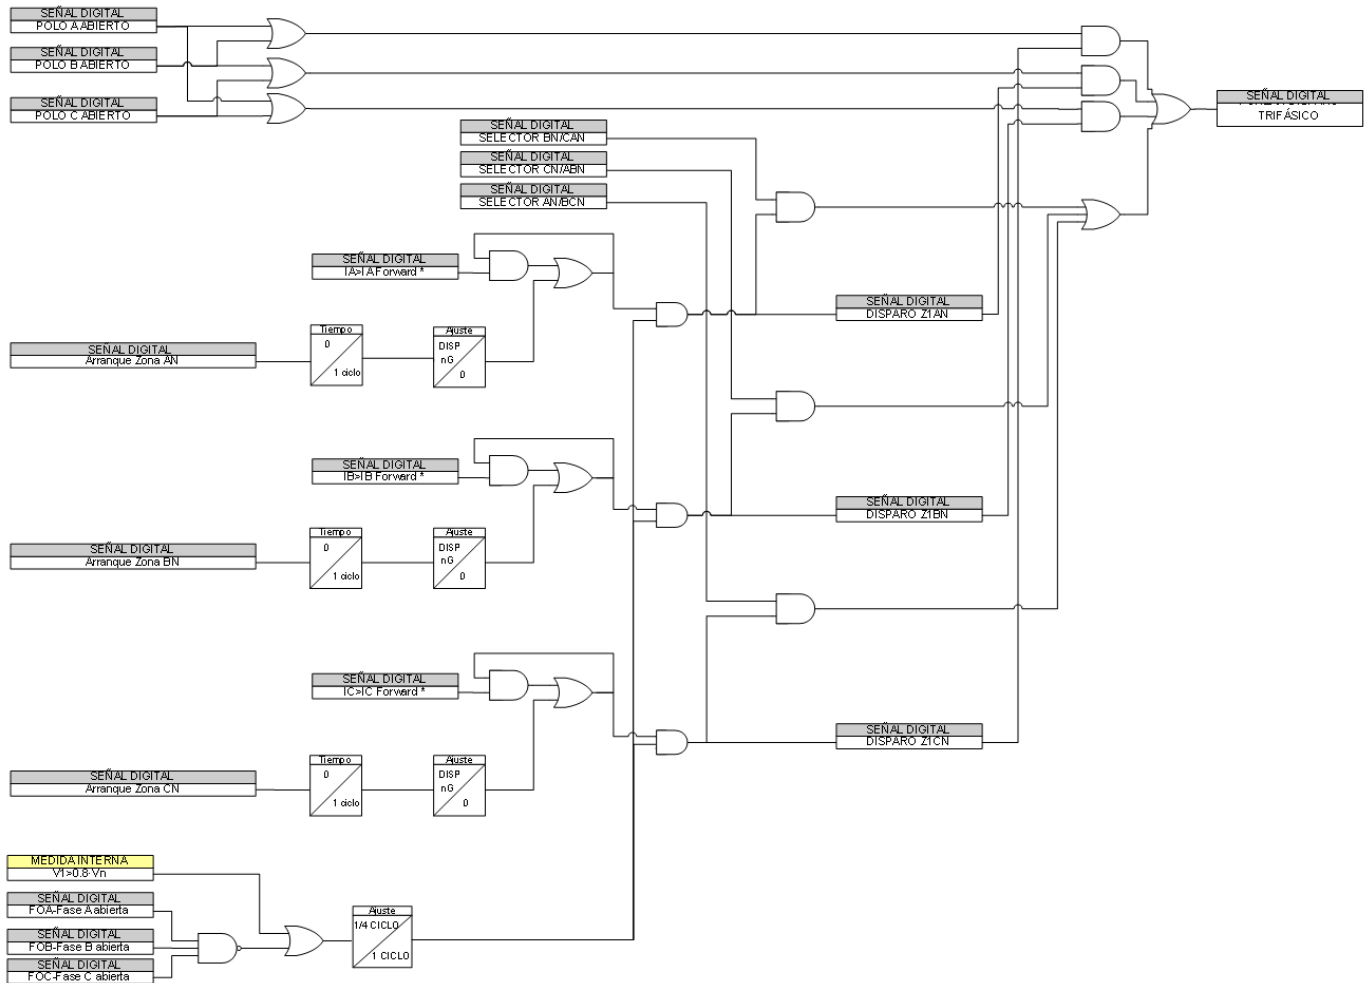 SEÑAL DIGITAL
POLO A ABIERTO
SEÑAL DIGITAL
POLO B ABIERTO
SEÑAL DIGITAL
POLO C ABIERTO
SEÑAL DIGITAL
TRIFÁSICO
SEÑAL DIGITAL
SELECTOR BN/CAN
SEÑAL DIGITAL
SELECTOR CN/ABN
SEÑAL DIGITAL
SELECTOR AN/BCN
SEÑAL DIGITAL
IA>IA Forward *
SEÑAL DIGITAL
DISPARO Z1AN
SEÑAL DIGITAL
Arranque Zona AN
Tiempo
0
1 ciclo
Ajuste
DISP
nG
0
SEÑAL DIGITAL
IB>IB Forward *
SEÑAL DIGITAL
DISPARO Z1BN
SEÑAL DIGITAL
Arranque Zona BN
Tiempo
0
1 ciclo
Ajuste
DISP
nG
0
SEÑAL DIGITAL
IC>IC Forward *
SEÑAL DIGITAL
DISPARO Z1CN
SEÑAL DIGITAL
Arranque Zona CN
Tiempo
0
1 ciclo
Ajuste
DISP
nG
0
MEDIDA INTERNA
V1>0.8·Vn
SEÑAL DIGITAL
FOA-Fase A abierta
SEÑAL DIGITAL
FOB-Fase B abierta
SEÑAL DIGITAL
FOC-Fase C abierta
Ajuste
1/4 CICLO
1 CICLO